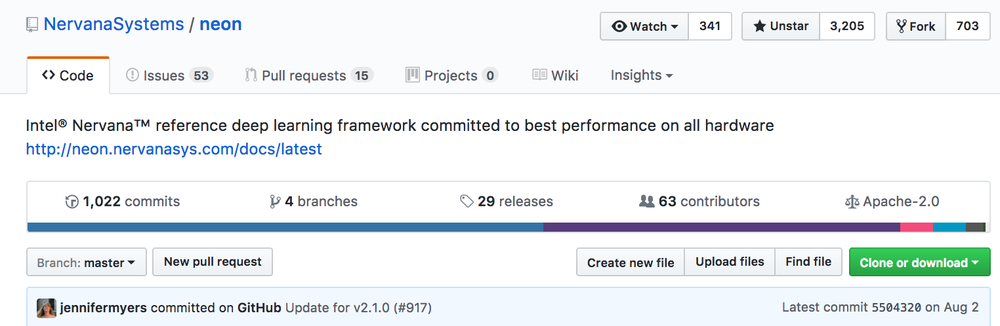 NervanaSystems / neon
Watch 341 Unstar 3,205 Fork 703
Code Issues 53 Pull requests 15 Projects 0 Wiki Insights
Intel® Nervana™ reference deep learning framework committed to best performance on all hardware
http://neon.nervanasys.com/docs/latest
1,022 commits 4 branches 29 releases 63 contributors Apache-2.0
Branch: master New pull request Create new file Upload files Find file Clone or download
jennifermyers committed on GitHub Update for v2.1.0 (#917) Latest commit 5504320 on Aug 2